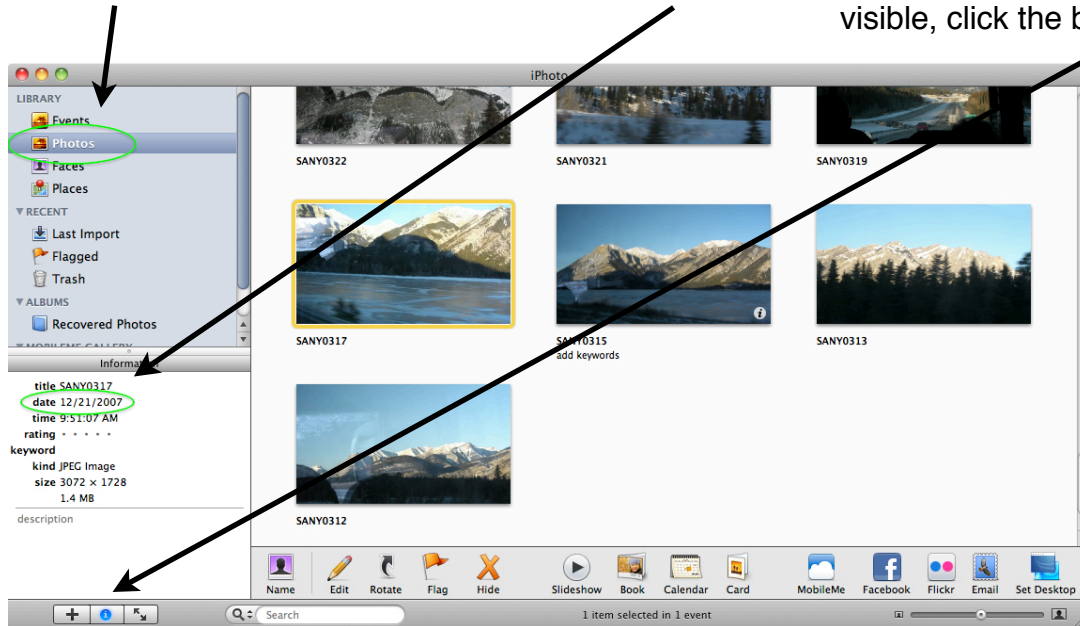 visible, click the b
iPhoto
LIBRARY
Events
Photos
Faces
Places
▼ RECENT
Last Import
Flagged
Trash
▼ ALBUMS
Recovered Photos
▼ MOBILEME GALLERY
Information
title SANY0317
date 12/21/2007
time 9:51:07 AM
rating • • • • •
keyword
kind JPEG Image
size 3072 × 1728
1.4 MB
description
SANY0322
SANY0321
SANY0319
SANY0317
SANY0315
add keywords
SANY0313
SANY0312
Name
Edit
Rotate
Flag
Hide
Slideshow
Book
Calendar
Card
MobileMe
Facebook
Flickr
Email
Set Desktop
Search
1 item selected in 1 event